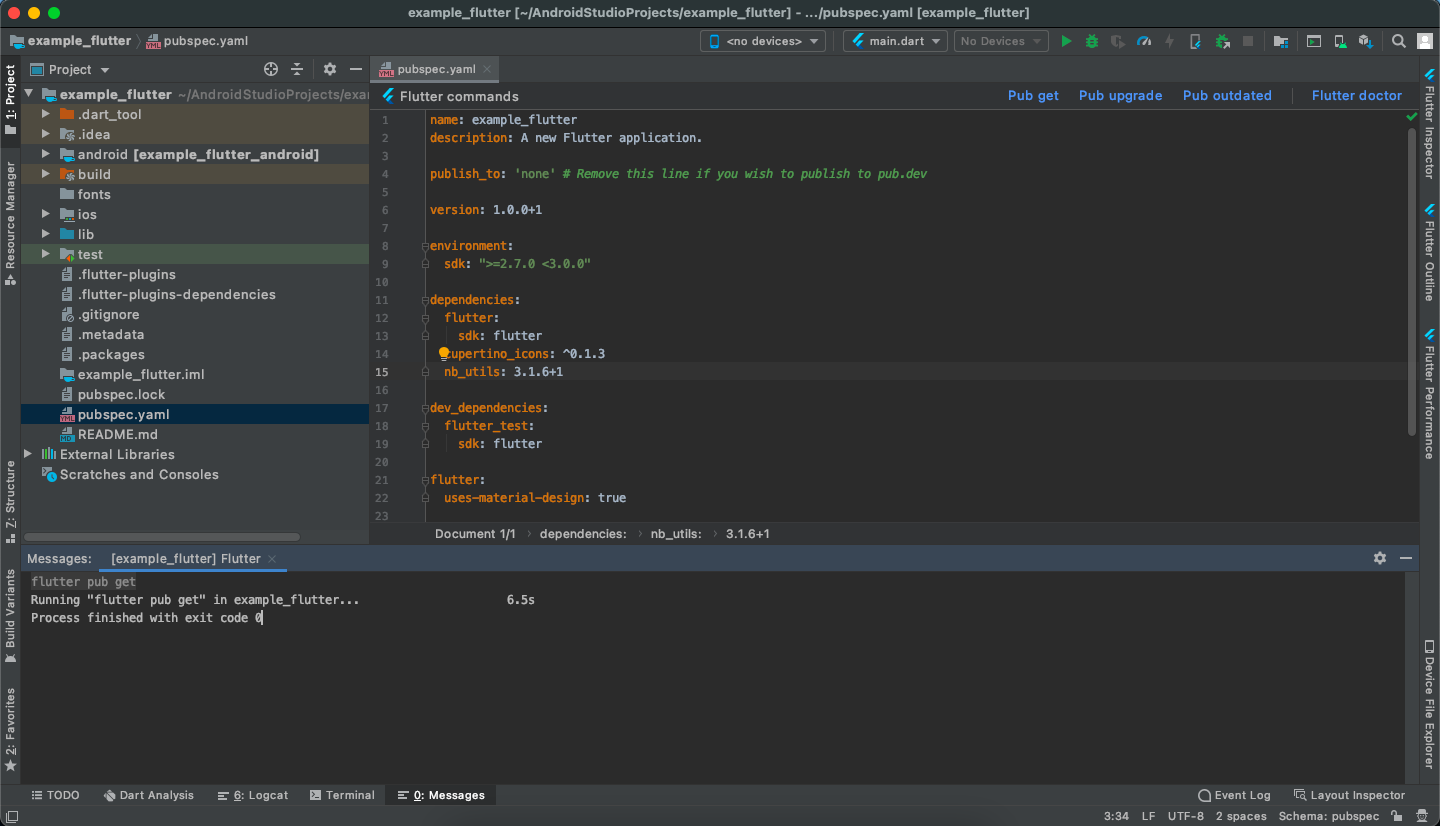 example_flutter [~/AndroidStudioProjects/example_flutter] - .../pubspec.yaml [example_flutter]
example_flutter pubspec.yaml <no devices> main.dart No Devices
Project
pubspec.yaml
1: Project
Resource Manager
Z: Structure
Build Variants
2: Favorites
example_flutter ~/AndroidStudioProjects/exa
.dart_tool
.idea
android [example_flutter_android]
build
fonts
ios
lib
test
.flutter-plugins
.flutter-plugins-dependencies
.gitignore
.metadata
.packages
example_flutter.iml
pubspec.lock
pubspec.yaml
README.md
External Libraries
Scratches and Consoles
Flutter commands Pub get Pub upgrade Pub outdated Flutter doctor
1 name: example_flutter
2 description: A new Flutter application.
3
4 publish_to: 'none' # Remove this line if you wish to publish to pub.dev
5
6 version: 1.0.0+1
7
8 environment:
9 sdk: ">=2.7.0 <3.0.0"
10
11 dependencies:
12 flutter:
13 sdk: flutter
14 cupertino_icons: ^0.1.3
15 nb_utils: 3.1.6+1
16
17 dev_dependencies:
18 flutter_test:
19 sdk: flutter
20
21 flutter:
22 uses-material-design: true
23
Document 1/1 dependencies: nb_utils: 3.1.6+1
Flutter Inspector
Flutter Outline
Flutter Performance
Device File Explorer
Messages: [example_flutter] Flutter
flutter pub get
Running "flutter pub get" in example_flutter... 6.5s
Process finished with exit code 0
TODO Dart Analysis 6: Logcat Terminal 0: Messages Event Log Layout Inspector
3:34 LF UTF-8 2 spaces Schema: pubspec